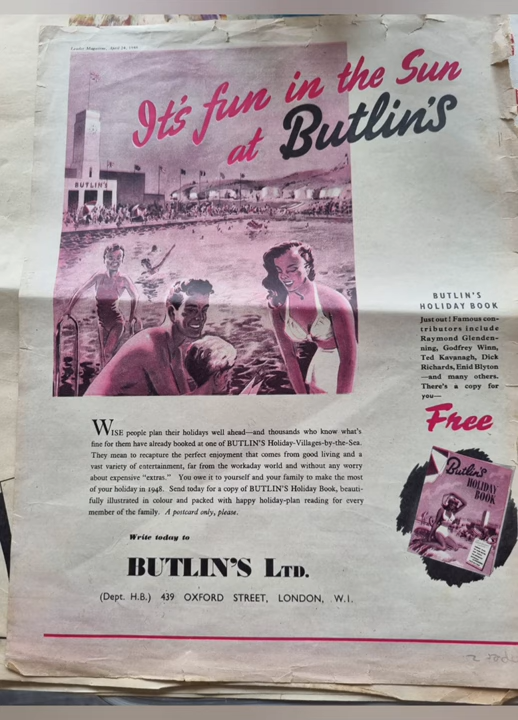 It's fun in the Sun
at Butlin's
BUTLIN'S
BUTLIN'S
HOLIDAY BOOK
Just out! Famous con-
tributors include
Raymond Glenden-
ning, Godfrey Winn,
Ted Kavanagh, Dick
Richards, Enid Blyton
—and many others.
There's a copy for
you—
Free
Butlin's
HOLIDAY
BOOK
WISE people plan their holidays well ahead—and thousands who know what's
fine for them have already booked at one of BUTLIN'S Holiday-Villages-by-the-Sea.
They mean to recapture the perfect enjoyment that comes from good living and a
vast variety of entertainment, far from the workaday world and without any worry
about expensive "extras." You owe it to yourself and your family to make the most
of your holiday in 1948. Send today for a copy of BUTLIN'S Holiday Book, beauti-
fully illustrated in colour and packed with happy holiday-plan reading for every
member of the family. A postcard only, please.
Write today to
BUTLIN'S LTD.
(Dept. H.B.) 439 OXFORD STREET, LONDON, W.I.